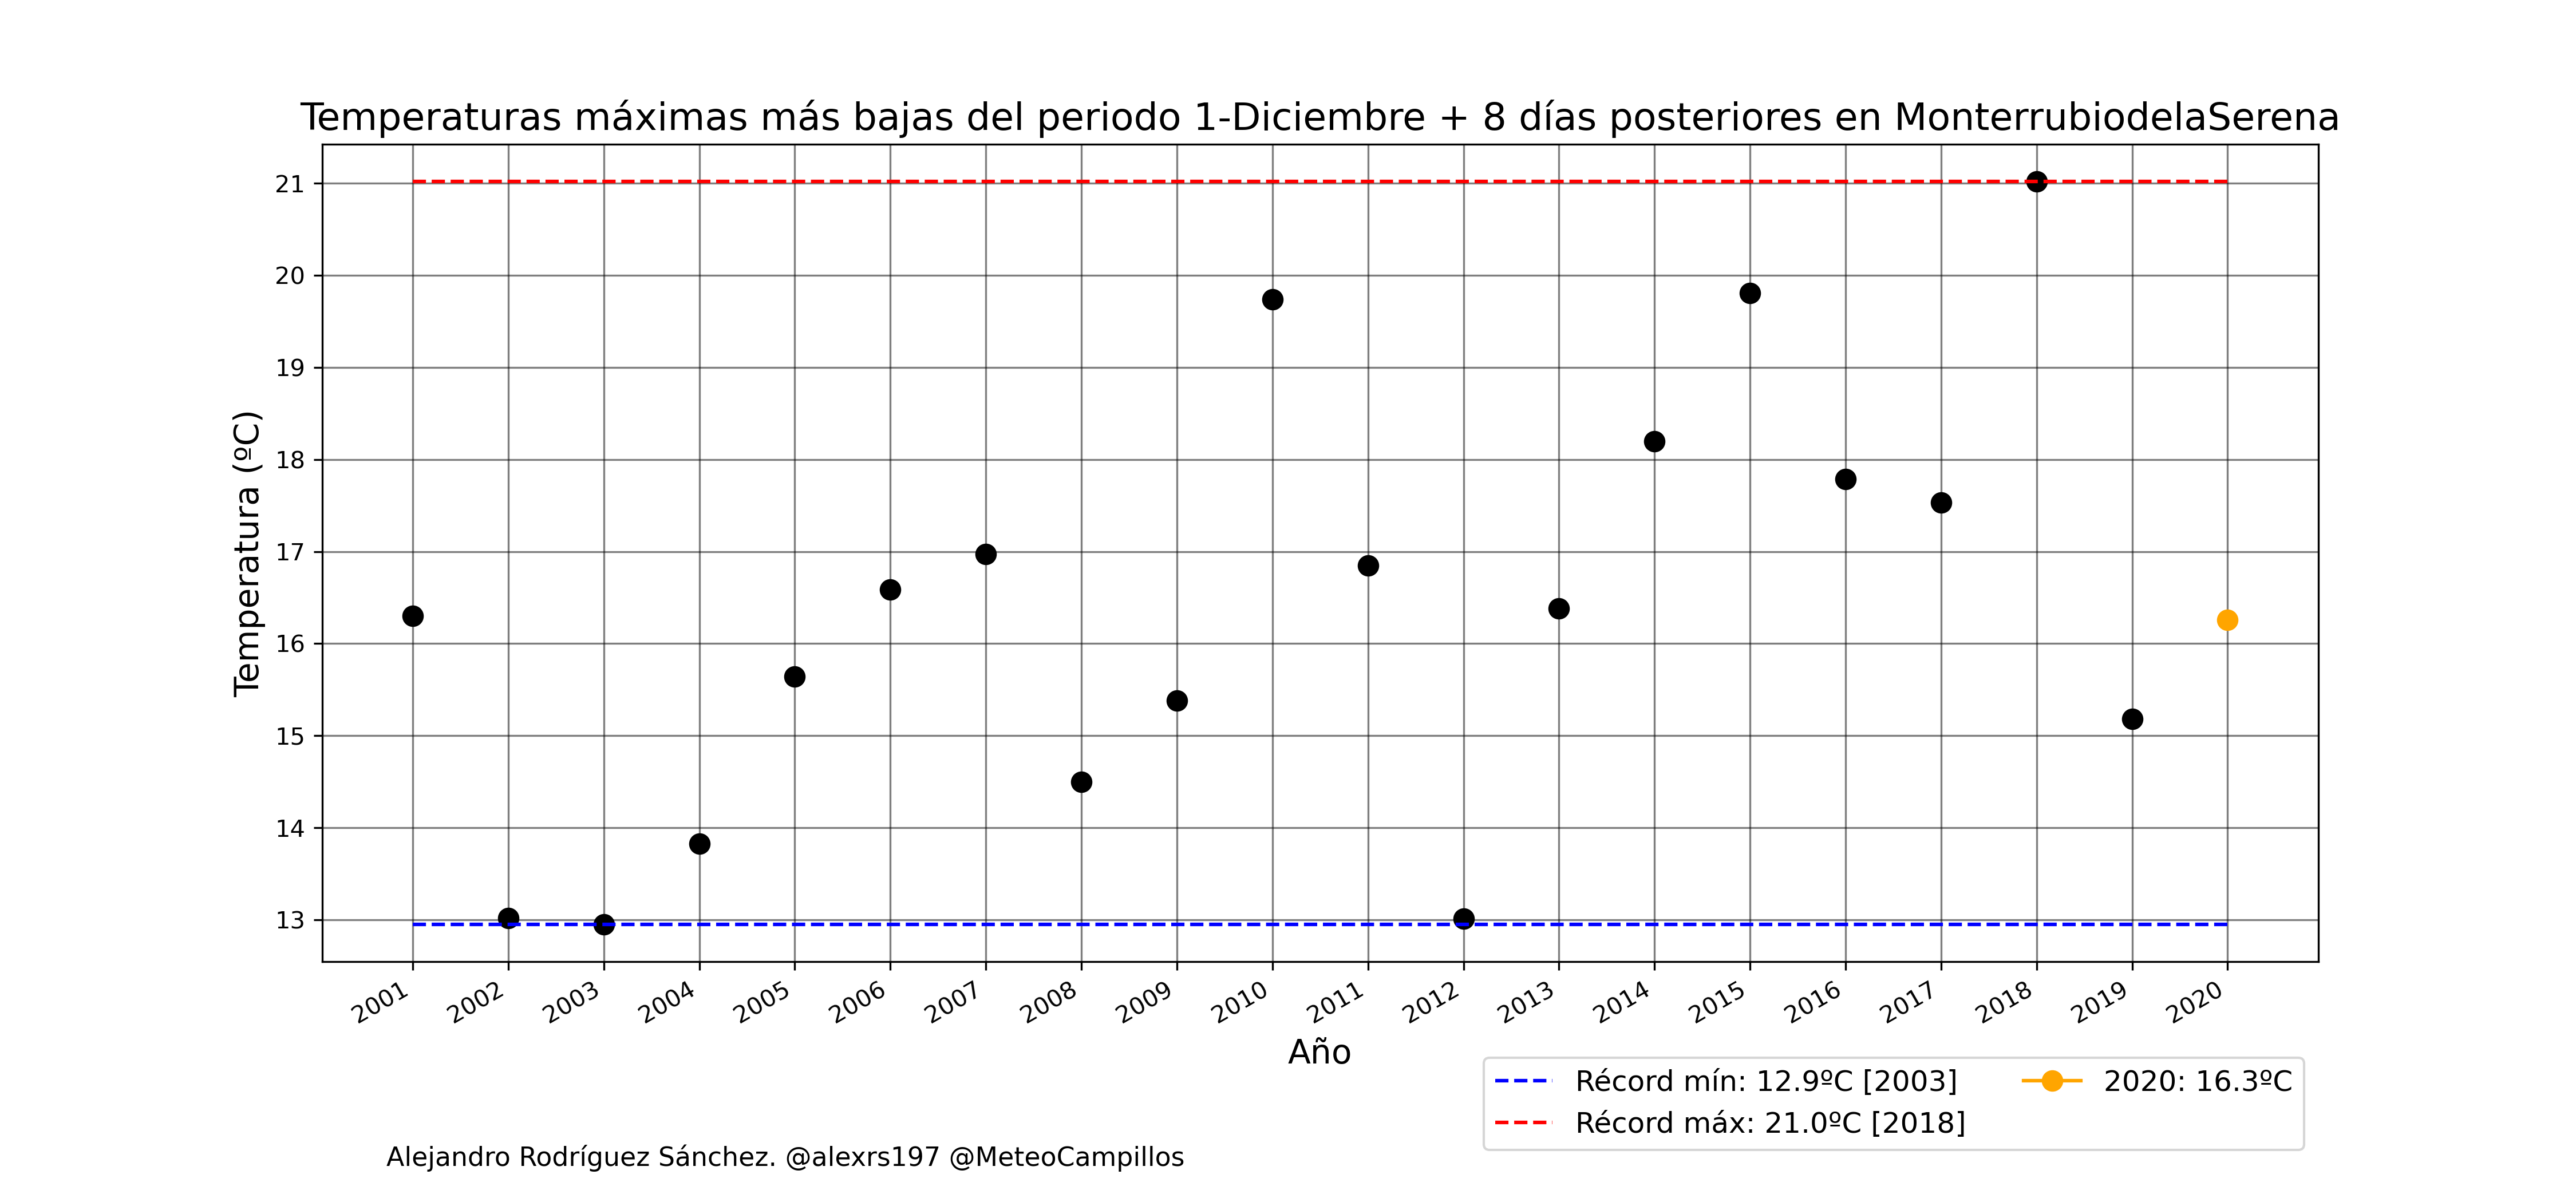 Temperaturas máximas más bajas del periodo 1-Diciembre + 8 días posteriores en MonterrubiodelaSerena
Temperatura (ºC)
21
20
19
18
17
16
15
14
13
2001 2002 2003 2004 2005 2006 2007 2008 2009 2010 2011 2012 2013 2014 2015 2016 2017 2018 2019 2020
Año
Récord mín: 12.9ºC [2003] 2020: 16.3ºC
Récord máx: 21.0ºC [2018]
Alejandro Rodríguez Sánchez. @alexrs197 @MeteoCampillos